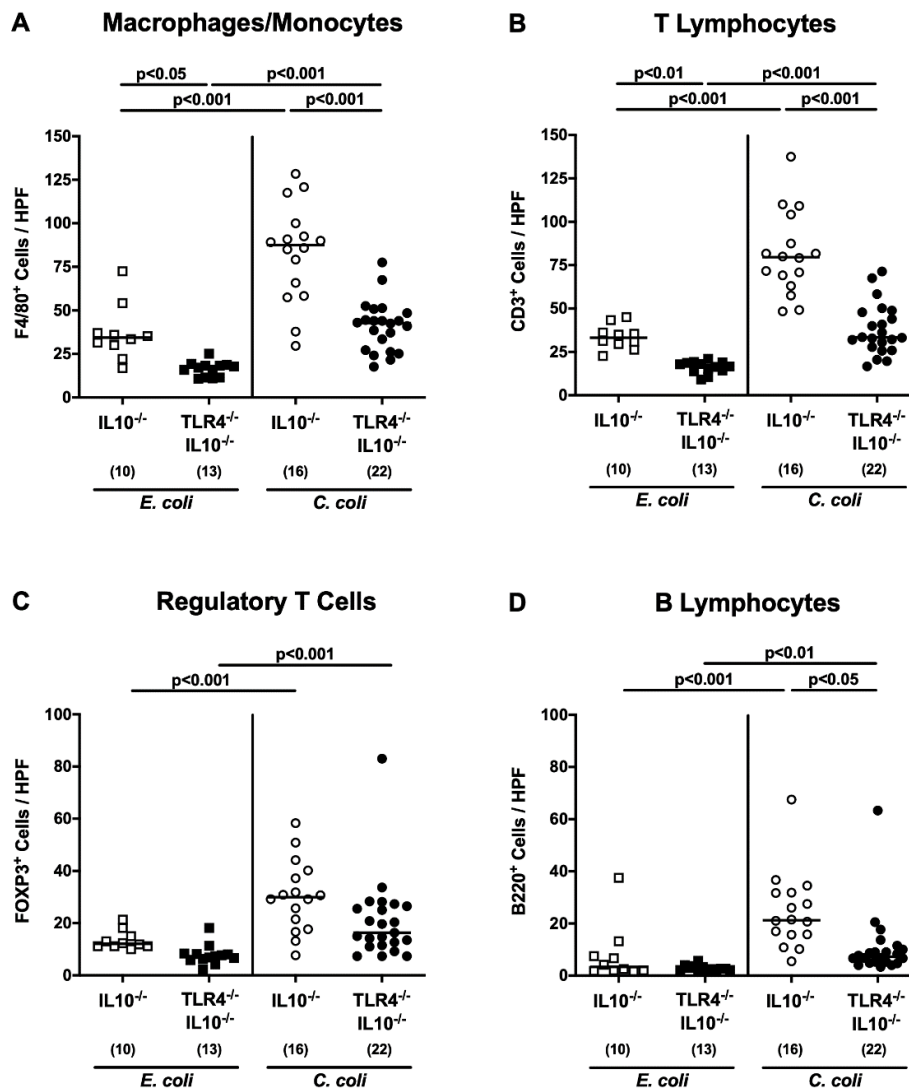 A Macrophages/Monocytes
p<0.05 p<0.001
p<0.001 p<0.001
F4/80+ Cells / HPF
150
125
100
75
50
25
0
IL10-/- TLR4-/- IL10-/- TLR4-/-
IL10-/- IL10-/-
(10) (13) (16) (22)
E. coli C. coli
B T Lymphocytes
p<0.01 p<0.001
p<0.001 p<0.001
CD3+ Cells / HPF
150
125
100
75
50
25
0
IL10-/- TLR4-/- IL10-/- TLR4-/-
IL10-/- IL10-/-
(10) (13) (16) (22)
E. coli C. coli
C Regulatory T Cells
p<0.001
p<0.001
FOXP3+ Cells / HPF
100
80
60
40
20
0
IL10-/- TLR4-/- IL10-/- TLR4-/-
IL10-/- IL10-/-
(10) (13) (16) (22)
E. coli C. coli
D B Lymphocytes
p<0.01
p<0.001 p<0.05
B220+ Cells / HPF
100
80
60
40
20
0
IL10-/- TLR4-/- IL10-/- TLR4-/-
IL10-/- IL10-/-
(10) (13) (16) (22)
E. coli C. coli